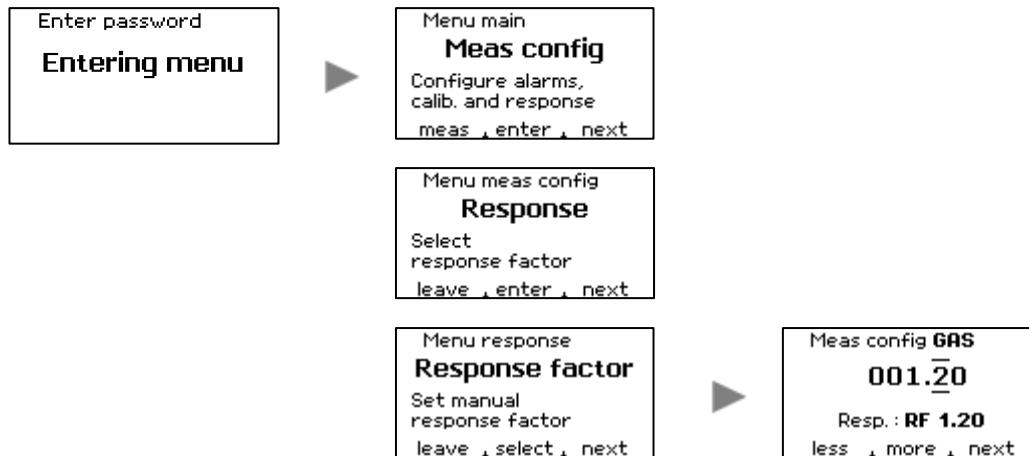 Enter password
Entering menu
Menu main
Meas config
Configure alarms,
calib. and response
meas enter next
Menu meas config
Response
Select
response factor
leave enter next
Menu response
Response factor
Set manual
response factor
leave select next
Meas config GAS
001.20
Resp. : RF 1.20
less more next